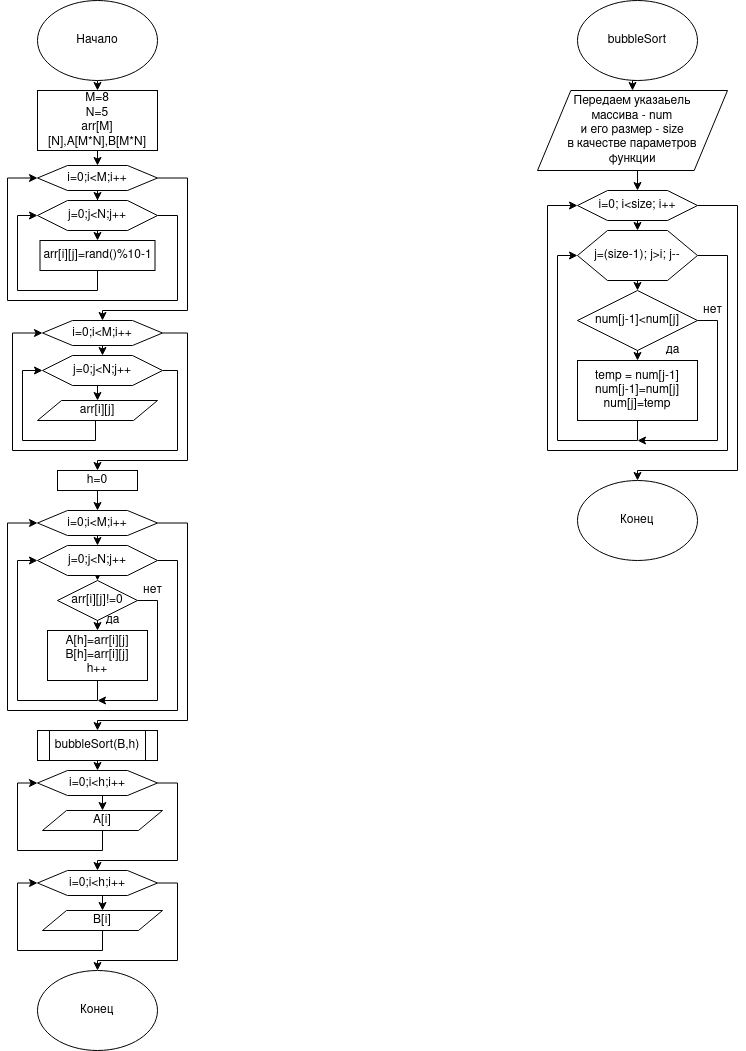 Начало
M=8
N=5
arr[M]
[N],A[M*N],B[M*N]
i=0;i<M;i++
j=0;j<N;j++
arr[i][j]=rand()%10-1
i=0;i<M;i++
j=0;j<N;j++
arr[i][j]
h=0
i=0;i<M;i++
j=0;j<N;j++
arr[i][j]!=0
нет
да
A[h]=arr[i][j]
B[h]=arr[i][j]
h++
bubbleSort(B,h)
i=0;i<h;i++
A[i]
i=0;i<h;i++
B[i]
Конец
bubbleSort
Передаем указаьель
массива - num
и его размер - size
в качестве параметров
функции
i=0; i<size; i++
j=(size-1); j>i; j--
num[j-1]<num[j]
нет
да
temp = num[j-1]
num[j-1]=num[j]
num[j]=temp
Конец